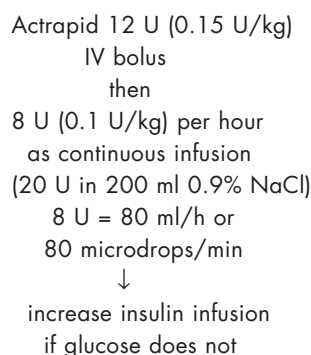 Actrapid 12 U (0.15 U/kg)
IV bolus
then
8 U (0.1 U/kg) per hour
as continuous infusion
(20 U in 200 ml 0.9% NaCl)
8 U = 80 ml/h or
80 microdrops/min
↓
increase insulin infusion
if glucose does not